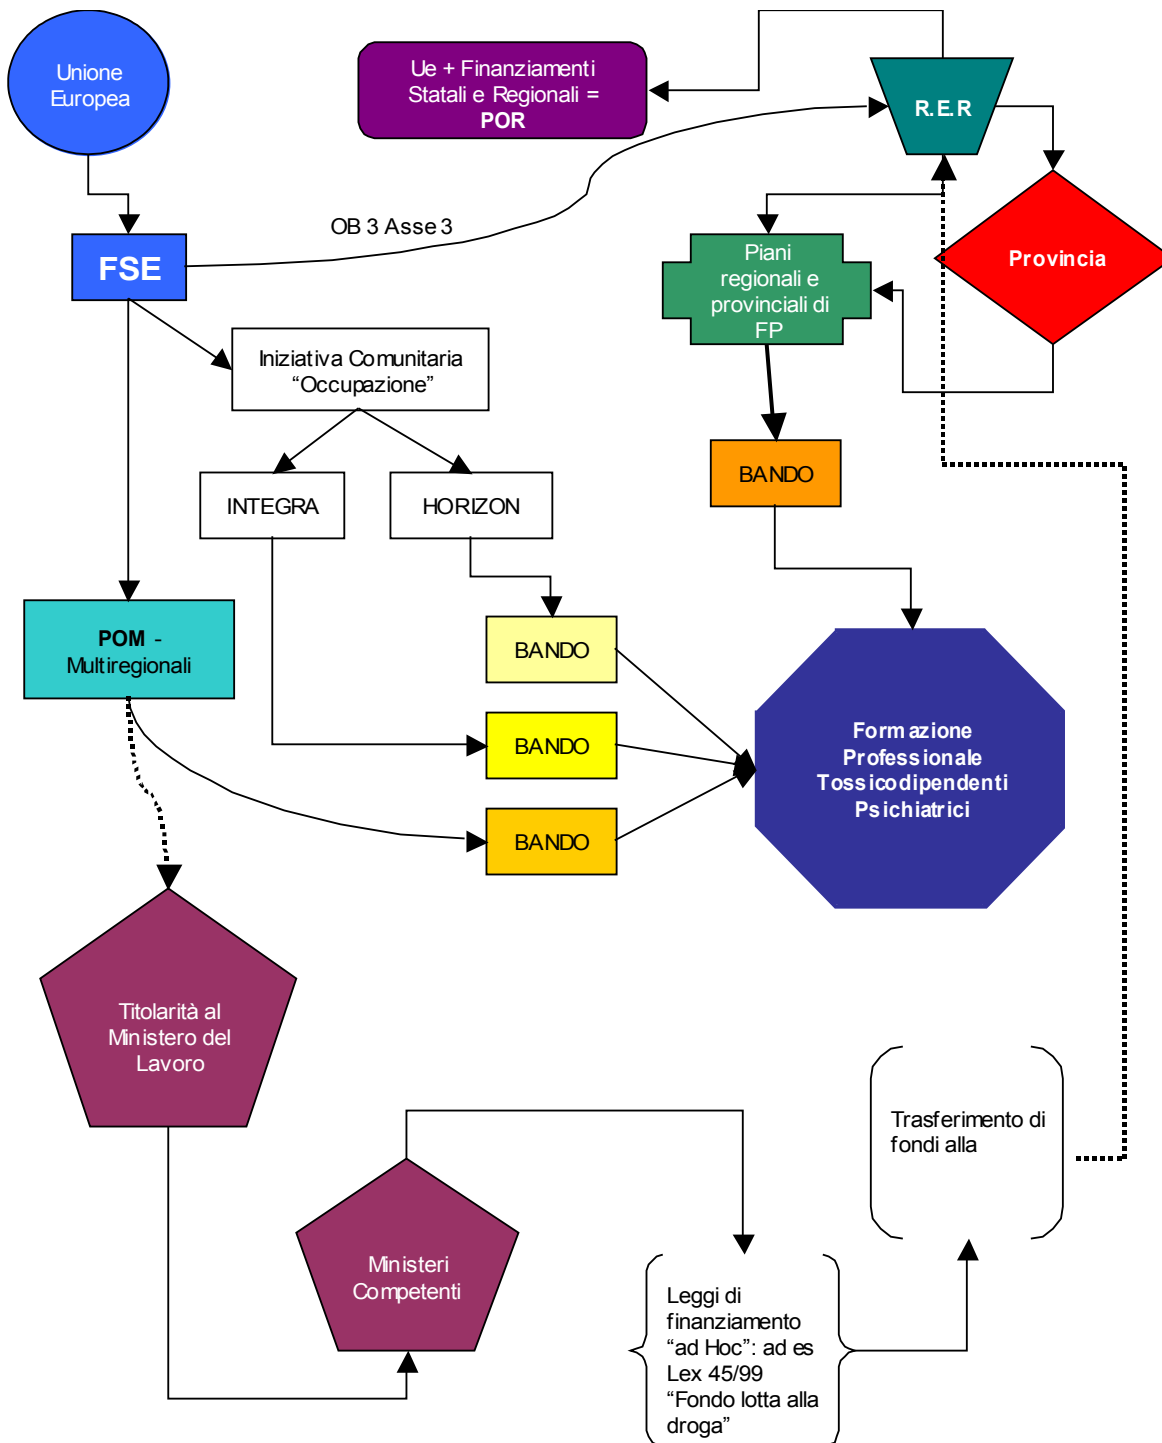 Unione
Europea
Ue + Finanziamenti
Statali e Regionali =
POR
R.E.R
OB 3 Asse 3
FSE
Piani
regionali e
provinciali di
FP
Provincia
Iniziativa Comunitaria
“Occupazione”
BANDO
INTEGRA
HORIZON
POM -
Multiregionali
BANDO
BANDO
BANDO
Formazione
Professionale
Tossicodipendenti
Psichiatrici
Titolarità al
Ministero del
Lavoro
Trasferimento di
fondi alla
Ministeri
Competenti
Leggi di
finanziamento
“ad Hoc”: ad es
Lex 45/99
“Fondo lotta alla
droga”